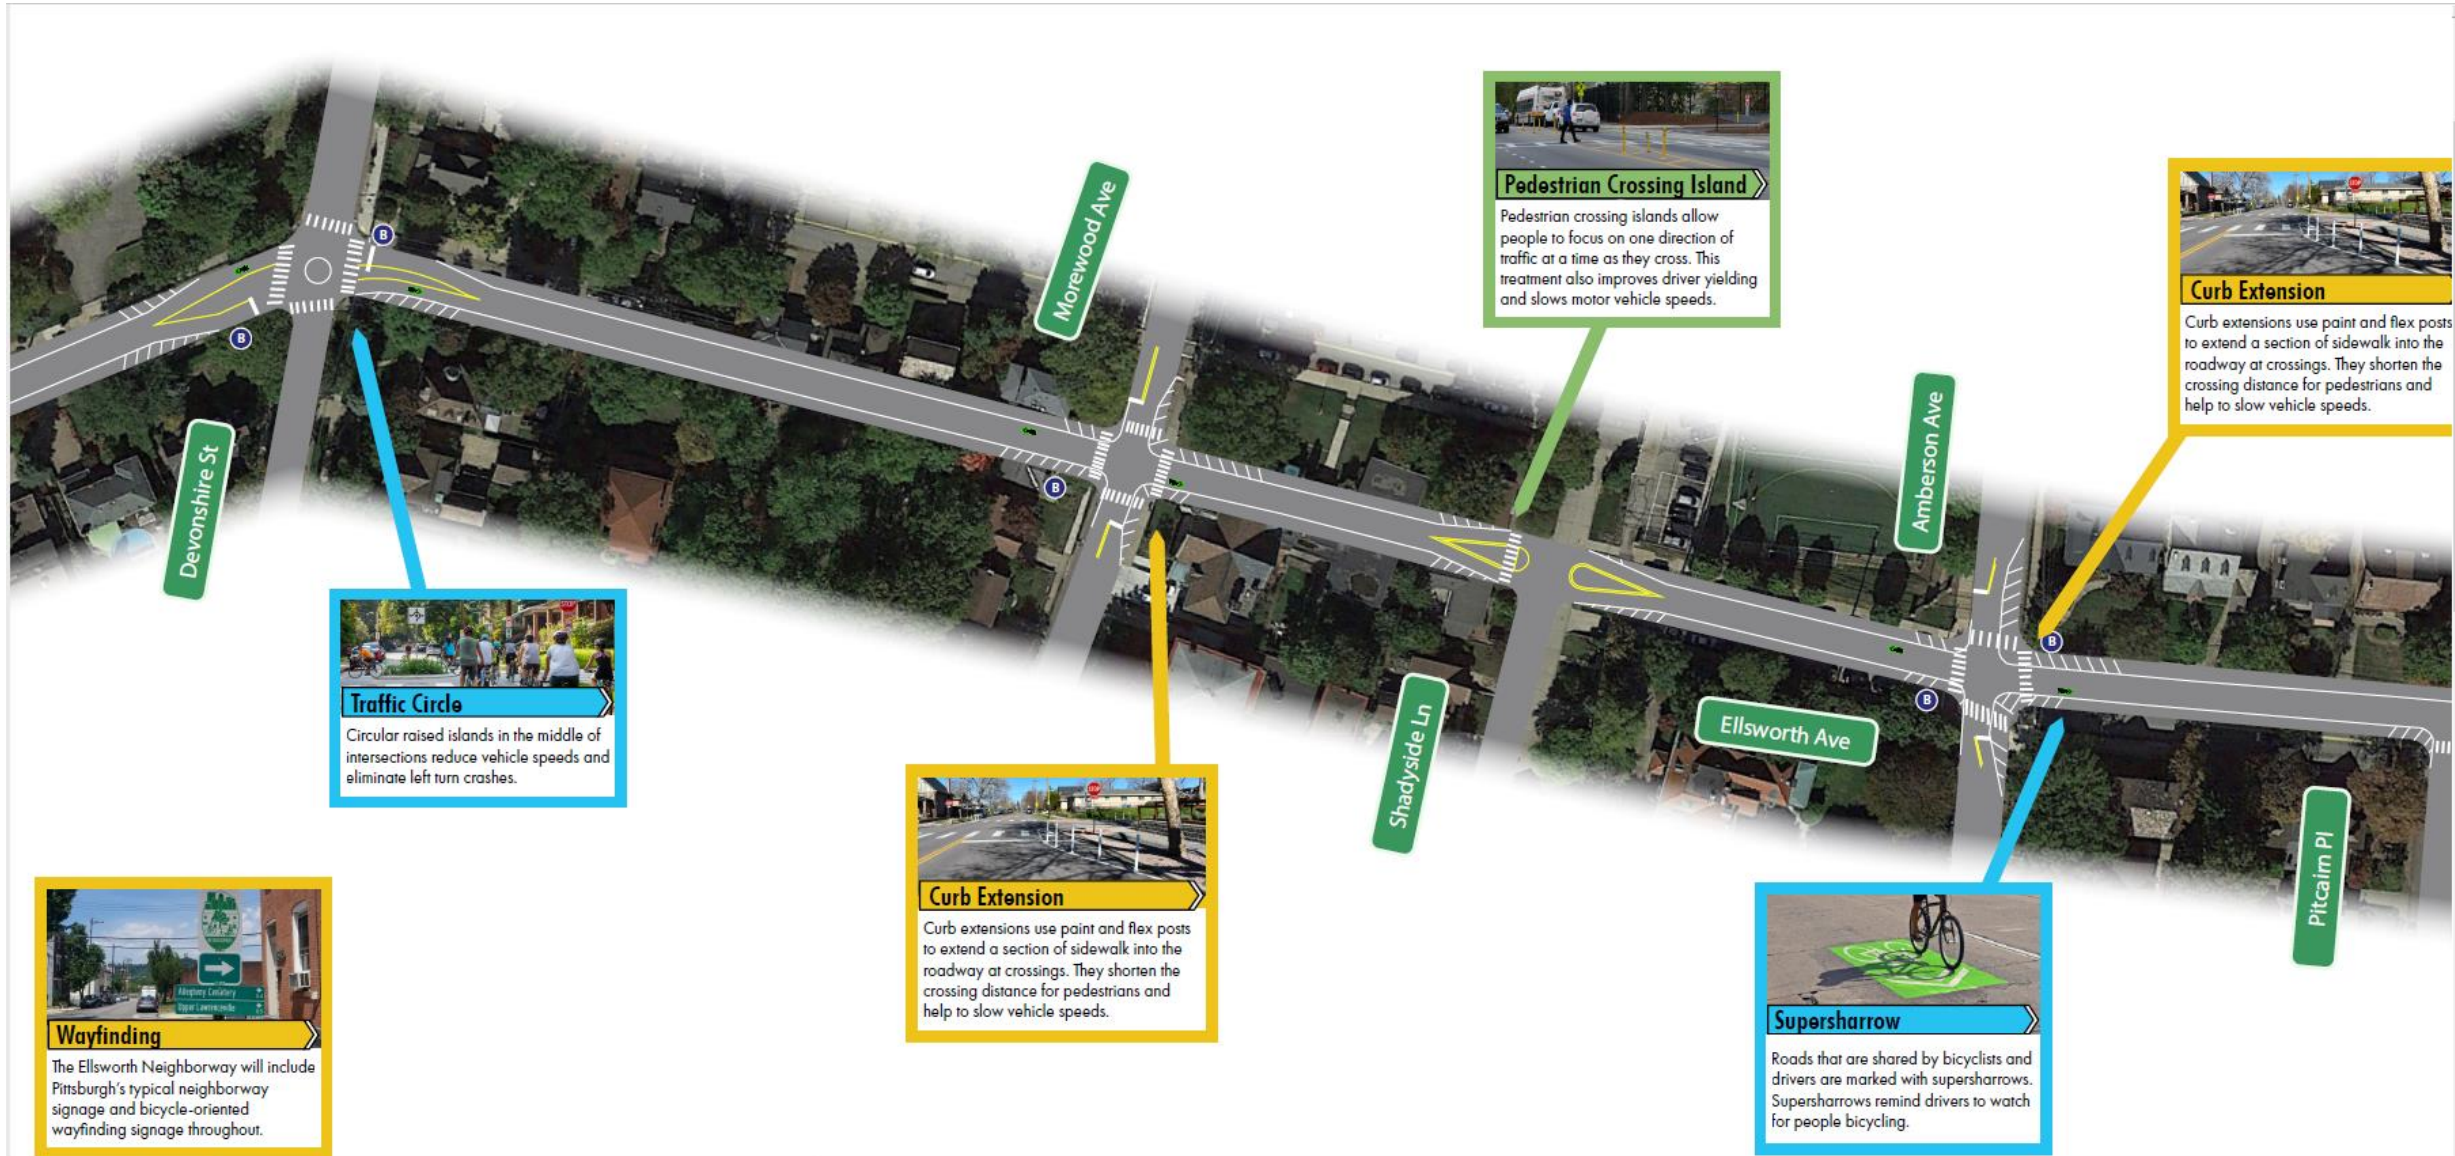 Pedestrian Crossing Island
Pedestrian crossing islands allow
people to focus on one direction of
traffic at a time as they cross. This
treatment also improves driver yielding
and slows motor vehicle speeds.
Curb Extension
Curb extensions use paint and flex posts
to extend a section of sidewalk into the
roadway at crossings. They shorten the
crossing distance for pedestrians and
help to slow vehicle speeds.
Morewood Ave
Amberson Ave
B
B
B
B
B
Devonshire St
Shadyside Ln
Ellsworth Ave
Pitcairn Pl
STOP
Traffic Circle
Circular raised islands in the middle of
intersections reduce vehicle speeds and
eliminate left turn crashes.
STOP
Curb Extension
Curb extensions use paint and flex posts
to extend a section of sidewalk into the
roadway at crossings. They shorten the
crossing distance for pedestrians and
help to slow vehicle speeds.
Allegheny Cemetery
Upper Lawrenceville
Wayfinding
The Ellsworth Neighborway will include
Pittsburgh's typical neighborway
signage and bicycle-oriented
wayfinding signage throughout.
Supersharrow
Roads that are shared by bicyclists and
drivers are marked with supersharrows.
Supersharrows remind drivers to watch
for people bicycling.